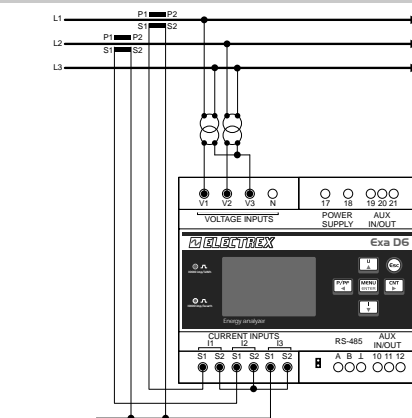 L1 P1 P2
S1 S2
L2 P1 P2
S1 S2
L3
V1 V2 V3 N 17 18 19 20 21
VOLTAGE INPUTS POWER SUPPLY AUX IN/OUT
ELECTREX Exa D6
U Esc
P/PP MENU ENTER CNT
I
Energy analyzer
CURRENT INPUTS
I1 I2 I3 RS-485 AUX IN/OUT
S1 S2 S1 S2 S1 S2 A B ⊥ 10 11 12